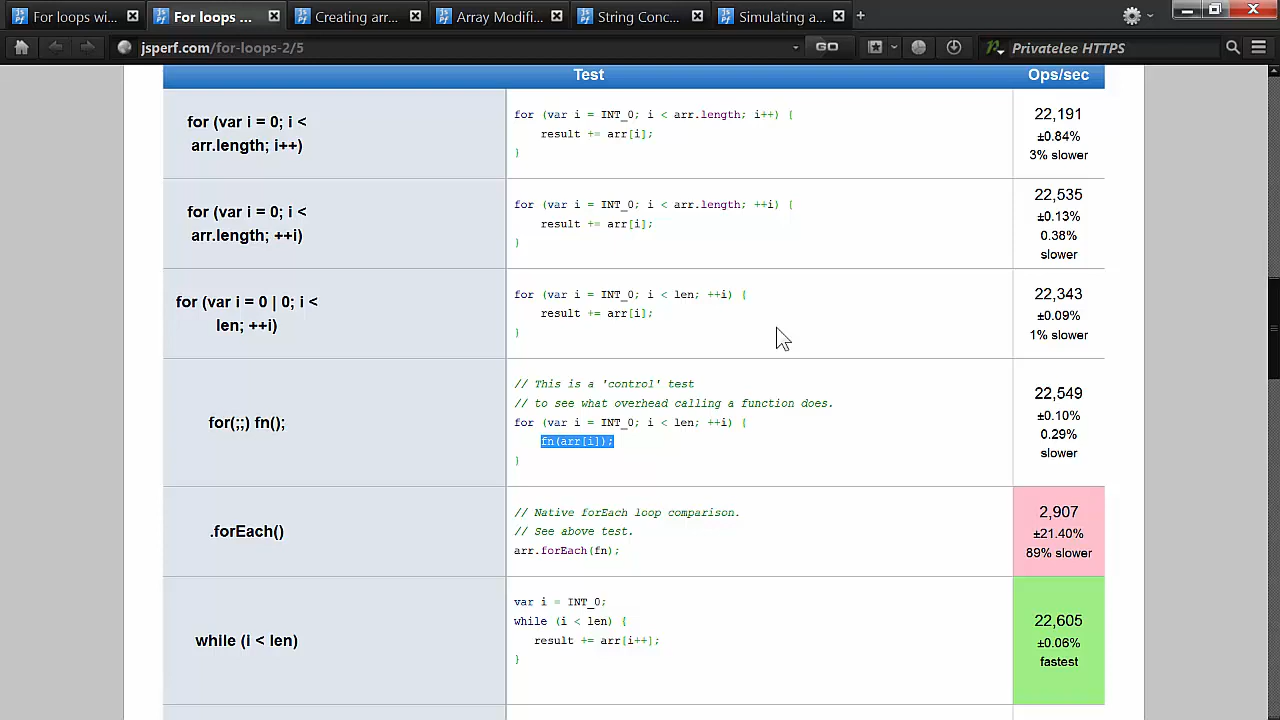 For loops wi...
For loops ...
Creating arr...
Array Modifi...
String Conc...
Simulating a...
jsperf.com/for-loops-2/5
GO
Privatelee HTTPS
Test
Ops/sec
for (var i = 0; i <
arr.length; i++)
for (var i = INT_0; i < arr.length; i++) {
result += arr[i];
}
22,191
±0.84%
3% slower
for (var i = 0; i <
arr.length; ++i)
for (var i = INT_0; i < arr.length; ++i) {
result += arr[i];
}
22,535
±0.13%
0.38%
slower
for (var i = 0 | 0; i <
len; ++i)
for (var i = INT_0; i < len; ++i) {
result += arr[i];
}
22,343
±0.09%
1% slower
for(;;) fn();
// This is a 'control' test
// to see what overhead calling a function does.
for (var i = INT_0; i < len; ++i) {
fn(arr[i]);
}
22,549
±0.10%
0.29%
slower
.forEach()
// Native forEach loop comparison.
// See above test.
arr.forEach(fn);
2,907
±21.40%
89% slower
while (i < len)
var i = INT_0;
while (i < len) {
result += arr[i++];
}
22,605
±0.06%
fastest